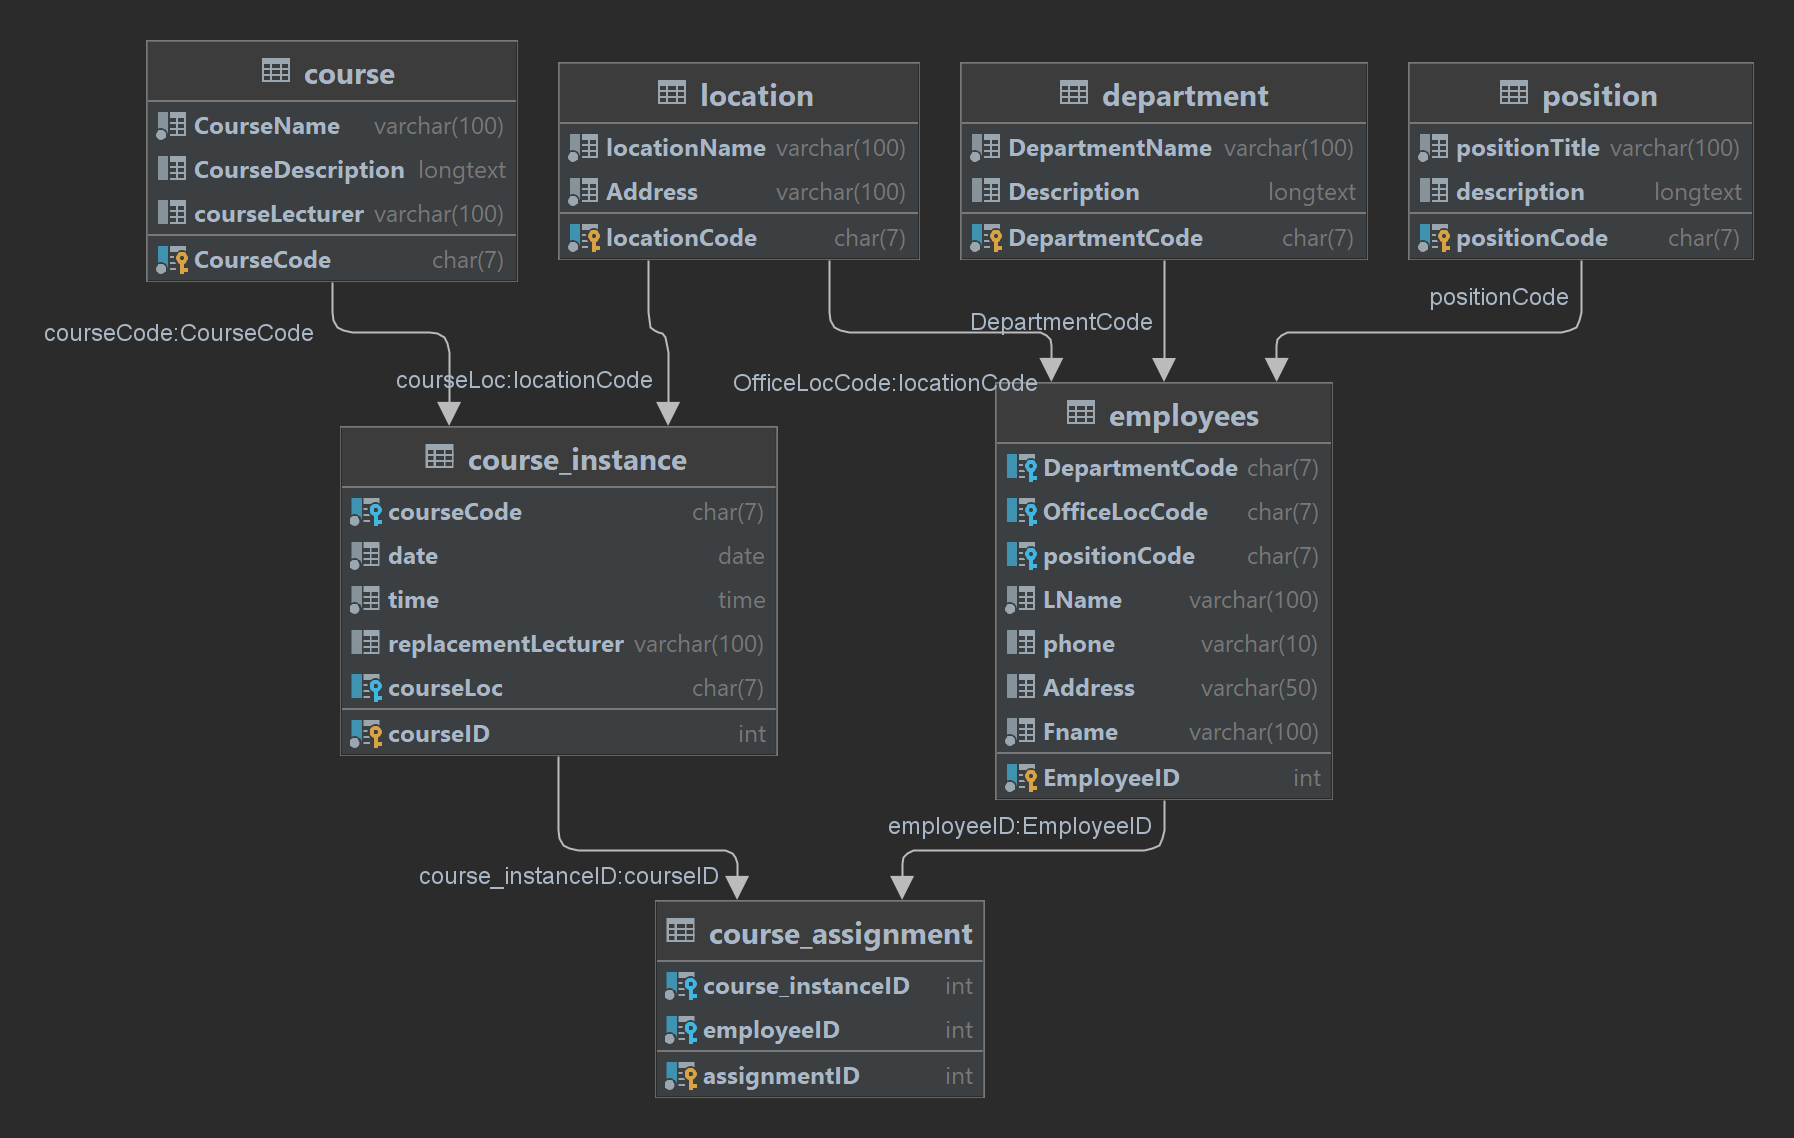 course
CourseName varchar(100)
CourseDescription longtext
courseLecturer varchar(100)
CourseCode char(7)
location
locationName varchar(100)
Address varchar(100)
locationCode char(7)
department
DepartmentName varchar(100)
Description longtext
DepartmentCode char(7)
position
positionTitle varchar(100)
description longtext
positionCode char(7)
courseCode:CourseCode
courseLoc:locationCode
OfficeLocCode:locationCode
DepartmentCode
positionCode
course_instance
courseCode char(7)
date date
time time
replacementLecturer varchar(100)
courseLoc char(7)
courseID int
employees
DepartmentCode char(7)
OfficeLocCode char(7)
positionCode char(7)
LName varchar(100)
phone varchar(10)
Address varchar(50)
Fname varchar(100)
EmployeeID int
course_instanceID:courseID
employeeID:EmployeeID
course_assignment
course_instanceID int
employeeID int
assignmentID int